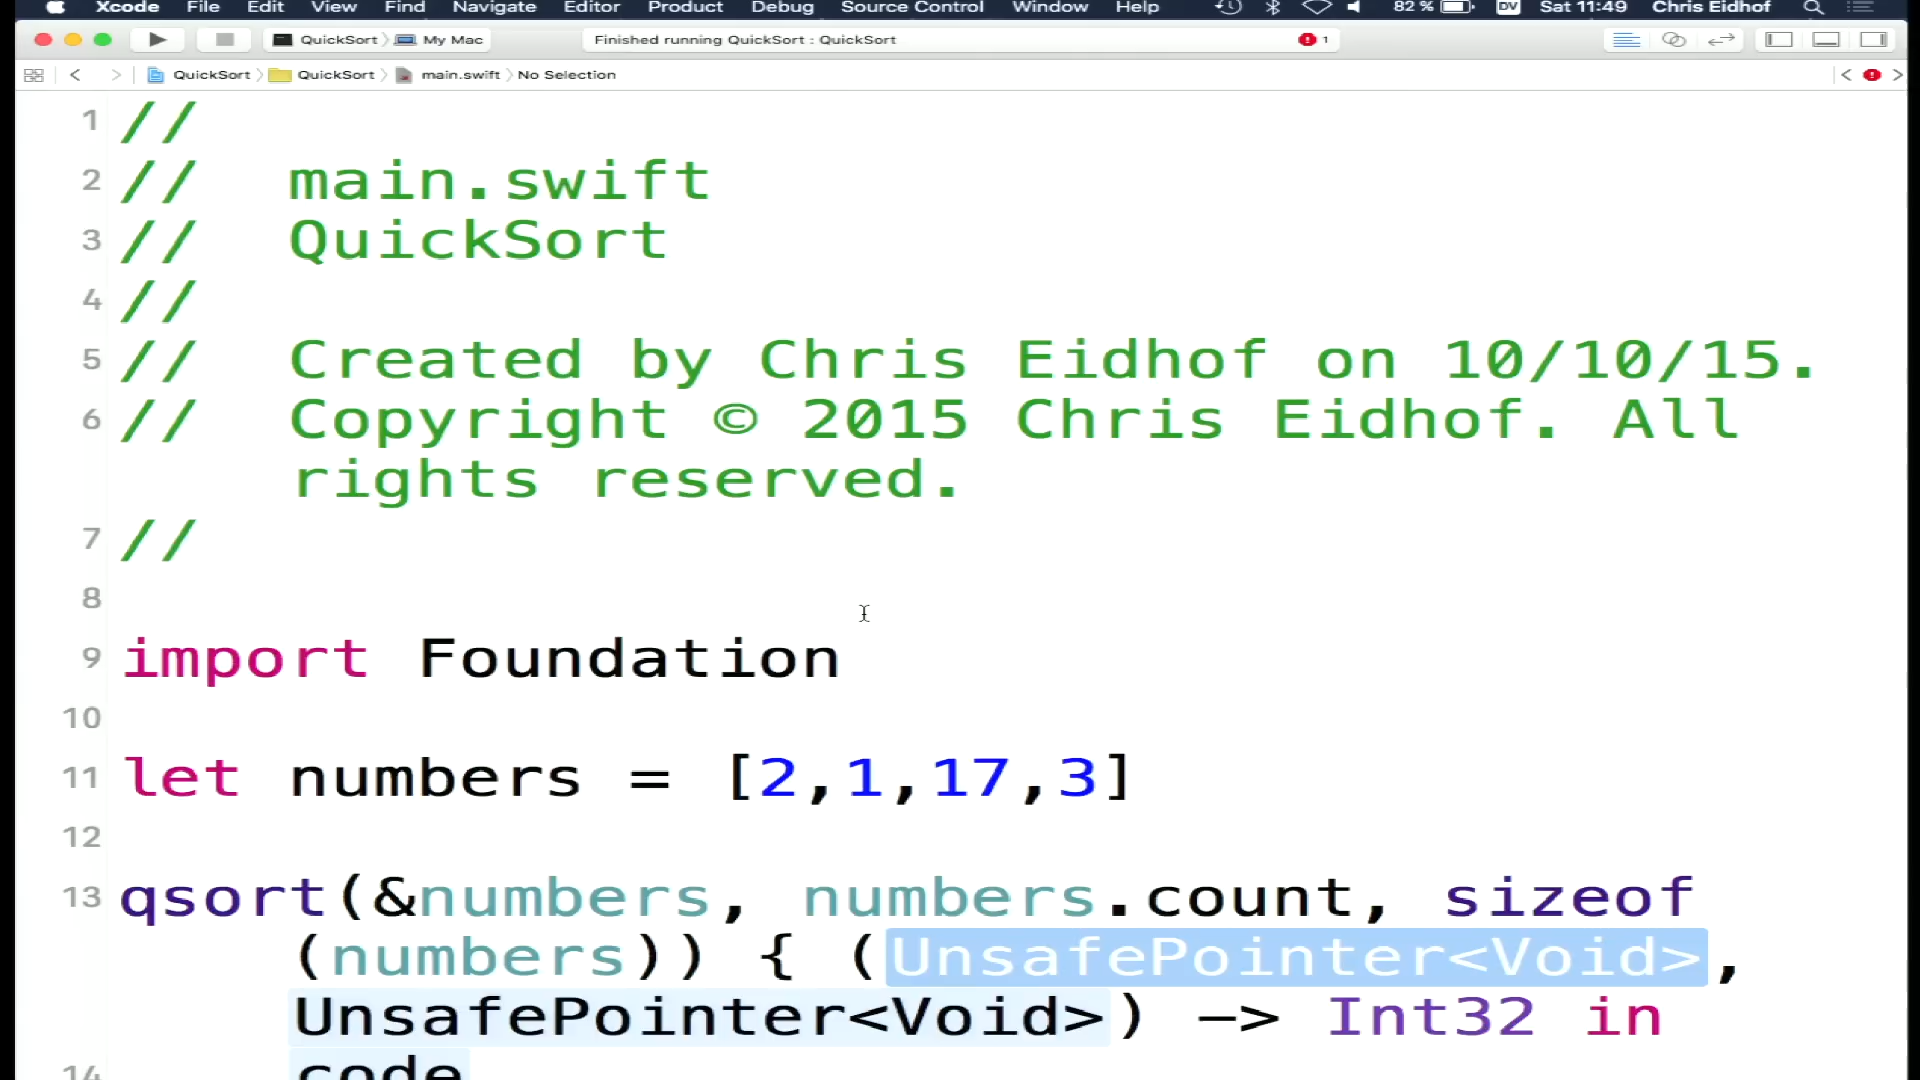 Xcode File Edit View Find Navigate Editor Product Debug Source Control Window Help 82 % DV Sat 11:49 Chris Eidhof
QuickSort My Mac Finished running QuickSort : QuickSort 1
QuickSort QuickSort main.swift No Selection
1 //
2 // main.swift
3 // QuickSort
4 //
5 // Created by Chris Eidhof on 10/10/15.
6 // Copyright © 2015 Chris Eidhof. All
rights reserved.
7 //
8
9 import Foundation
10
11 let numbers = [2,1,17,3]
12
13 qsort(&numbers, numbers.count, sizeof
(numbers)) { (UnsafePointer<Void>,
UnsafePointer<Void>) -> Int32 in
14 code